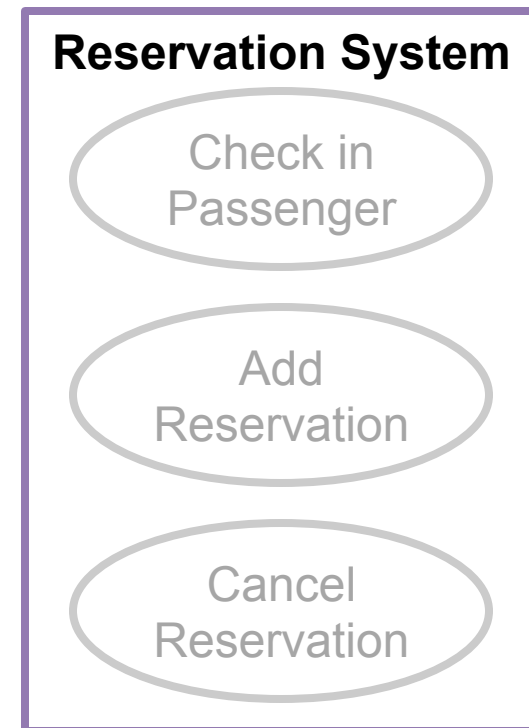 Reservation System
Check in
Passenger
Add
Reservation
Cancel
Reservation